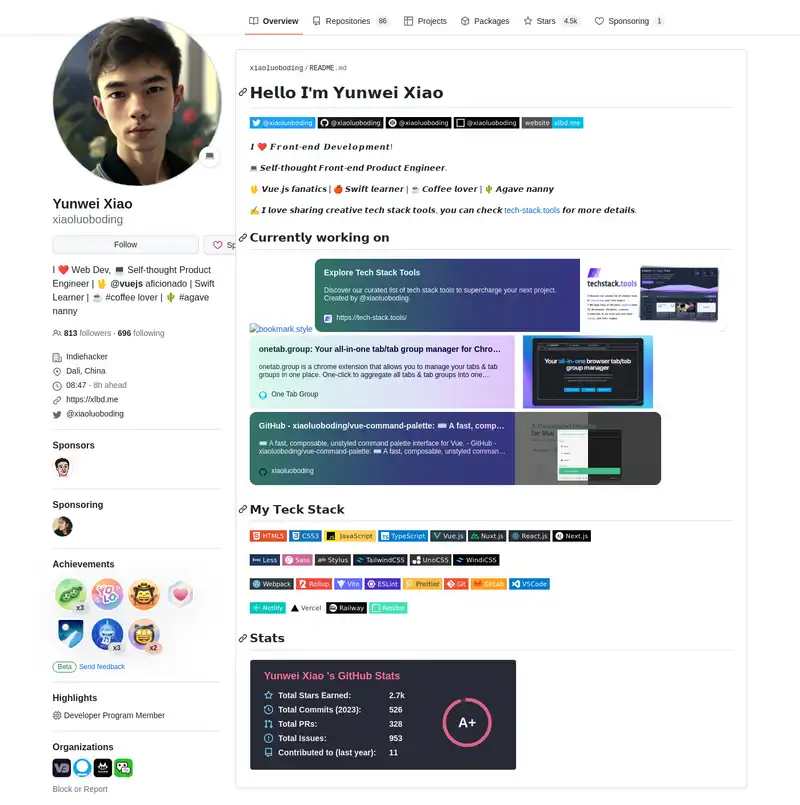 Overview Repositories 86 Projects Packages Stars 4.5k Sponsoring 1
Yunwei Xiao
xiaoluoboding
Follow
Sp
I ❤️ Web Dev, 💻 Self-thought Product
Engineer | 🖖 @vuejs aficionado | Swift
Learner | ☕ #coffee lover | 🌵 #agave
nanny
813 followers · 696 following
Indiehacker
Dali, China
08:47 - 8h ahead
https://xlbd.me
@xiaoluoboding
Sponsors
Sponsoring
Achievements
x3
YOLO
x3
x2
Beta Send feedback
Highlights
Developer Program Member
Organizations
Block or Report
xiaoluoboding/README.md
Hello I'm Yunwei Xiao
@xiaoluoboding @xiaoluoboding @xiaoluoboding @xiaoluoboding website xlbd.me
I ❤️ Front-end Development!
💻 Self-thought Front-end Product Engineer.
🖖 Vue.js fanatics | 🍎 Swift learner | ☕ Coffee lover | 🌵 Agave nanny
✍️ I love sharing creative tech stack tools, you can check tech-stack.tools for more details.
Currently working on
bookmark.style
Explore Tech Stack Tools
Discover our curated list of tech stack tools to supercharge your next project.
Created by @xiaoluoboding.
https://tech-stack.tools/
techstack.tools
onetab.group: Your all-in-one tab/tab group manager for Chro...
onetab.group is a chrome extension that allows you to manage your tabs & tab
groups in one place. One-click to aggregate all tabs & tab groups into one...
One Tab Group
Your all-in-one browser tab/tab
group manager
GitHub - xiaoluoboding/vue-command-palette: ⌨️ A fast, comp...
⌨️ A fast, composable, unstyled command palette interface for Vue. - GitHub -
xiaoluoboding/vue-command-palette: ⌨️ A fast, composable, unstyled comman...
xiaoluoboding
My Teck Stack
HTML5 CSS3 JavaScript TypeScript Vue.js Nuxt.js React.js Next.js
Less Sass Stylus TailwindCSS UnoCSS WindiCSS
Webpack Rollup Vite ESLint Prettier Git GitLab VSCode
Netlify Vercel Railway Render
Stats
Yunwei Xiao 's GitHub Stats
Total Stars Earned: 2.7k
Total Commits (2023): 526
Total PRs: 328
Total Issues: 953
Contributed to (last year): 11
A+